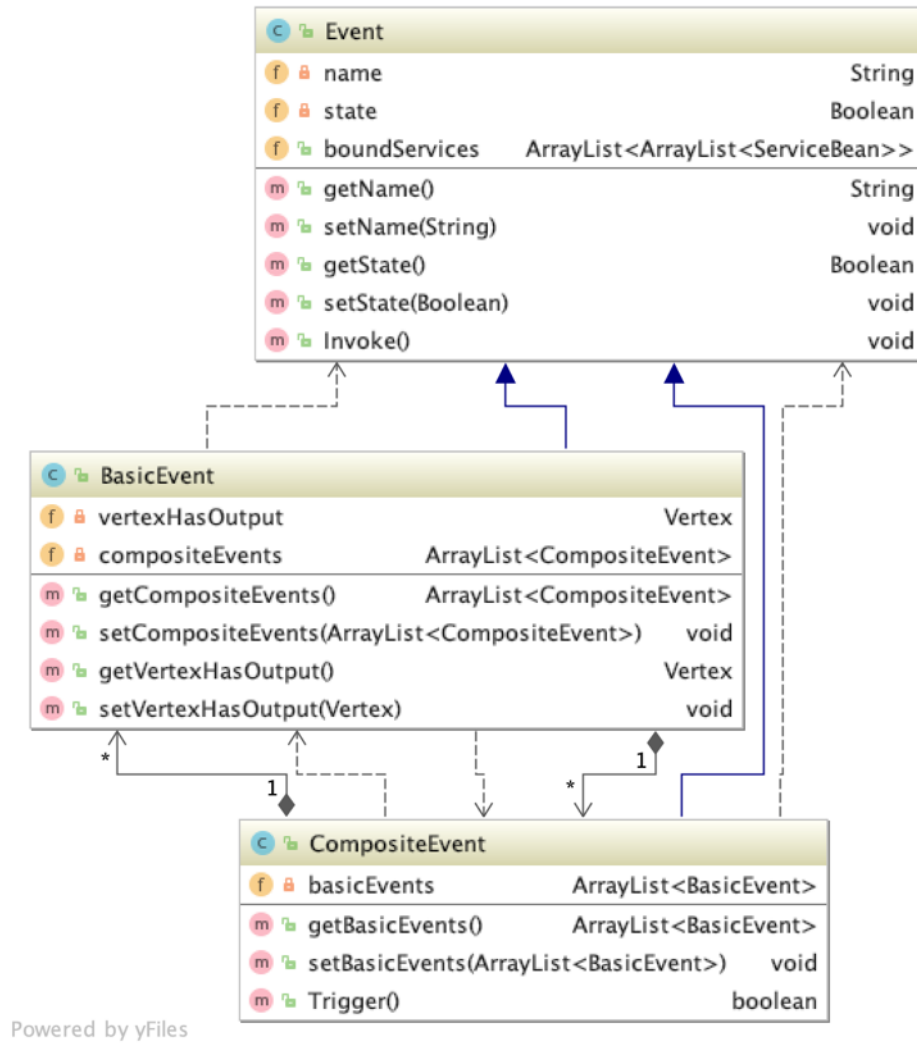 C Event
f name String
f state Boolean
f boundServices ArrayList<ArrayList<ServiceBean>>
m getName() String
m setName(String) void
m getState() Boolean
m setState(Boolean) void
m Invoke() void
C BasicEvent
f vertexHasOutput Vertex
f compositeEvents ArrayList<CompositeEvent>
m getCompositeEvents() ArrayList<CompositeEvent>
m setCompositeEvents(ArrayList<CompositeEvent>) void
m getVertexHasOutput() Vertex
m setVertexHasOutput(Vertex) void
* 1
1 *
C CompositeEvent
f basicEvents ArrayList<BasicEvent>
m getBasicEvents() ArrayList<BasicEvent>
m setBasicEvents(ArrayList<BasicEvent>) void
m Trigger() boolean
Powered by yFiles